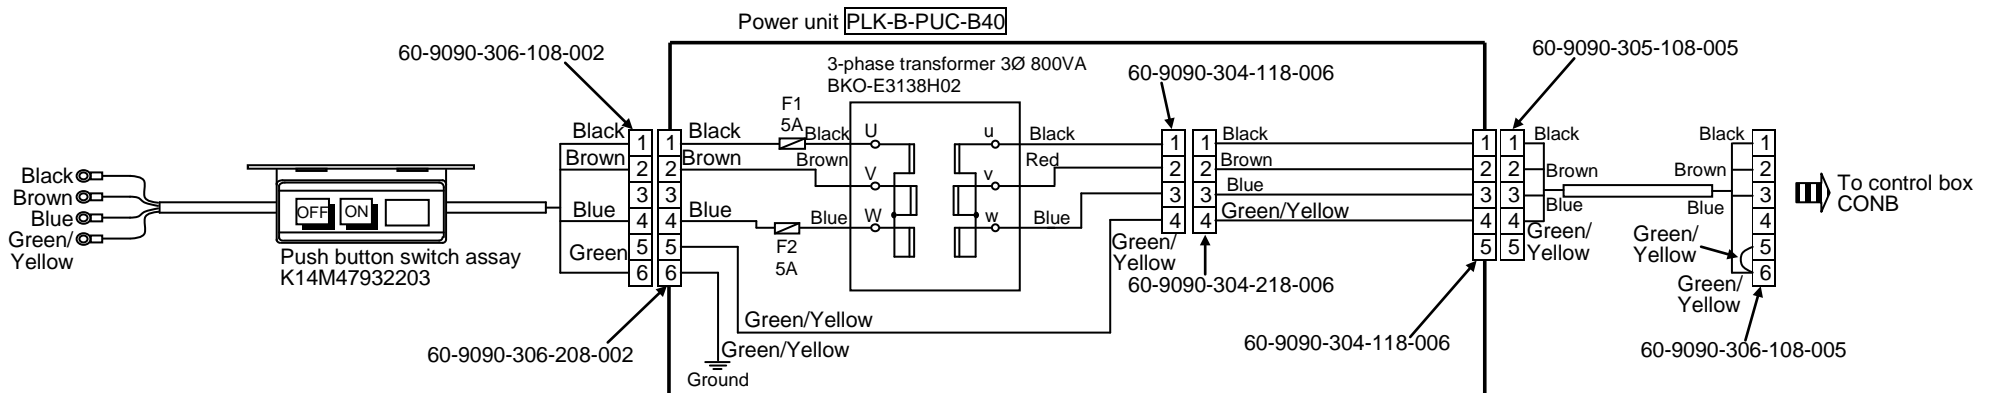 Power unit PLK-B-PUC-B40
60-9090-306-108-002
60-9090-305-108-005
3-phase transformer 3Ø 800VA
BKO-E3138H02
60-9090-304-118-006
F1
5A
Black
Brown
Blue
Green/
Yellow
OFF
ON
Push button switch assay
K14M47932203
Black
Brown
Blue
Green
1
2
3
4
5
6
1
2
3
4
5
6
Black
Brown
Blue
Black
Brown
Blue
F2
5A
U
V
W
u
v
w
Black
Red
Blue
Green/
Yellow
1
2
3
4
1
2
3
4
Black
Brown
Blue
Green/Yellow
1
2
3
4
5
1
2
3
4
5
Black
Brown
Blue
Green/
Yellow
Black
Brown
Blue
Green/
Yellow
Green/
Yellow
1
2
3
4
5
6
To control box
CONB
60-9090-304-218-006
Green/Yellow
Green/Yellow
Ground
60-9090-306-208-002
60-9090-304-118-006
60-9090-306-108-005